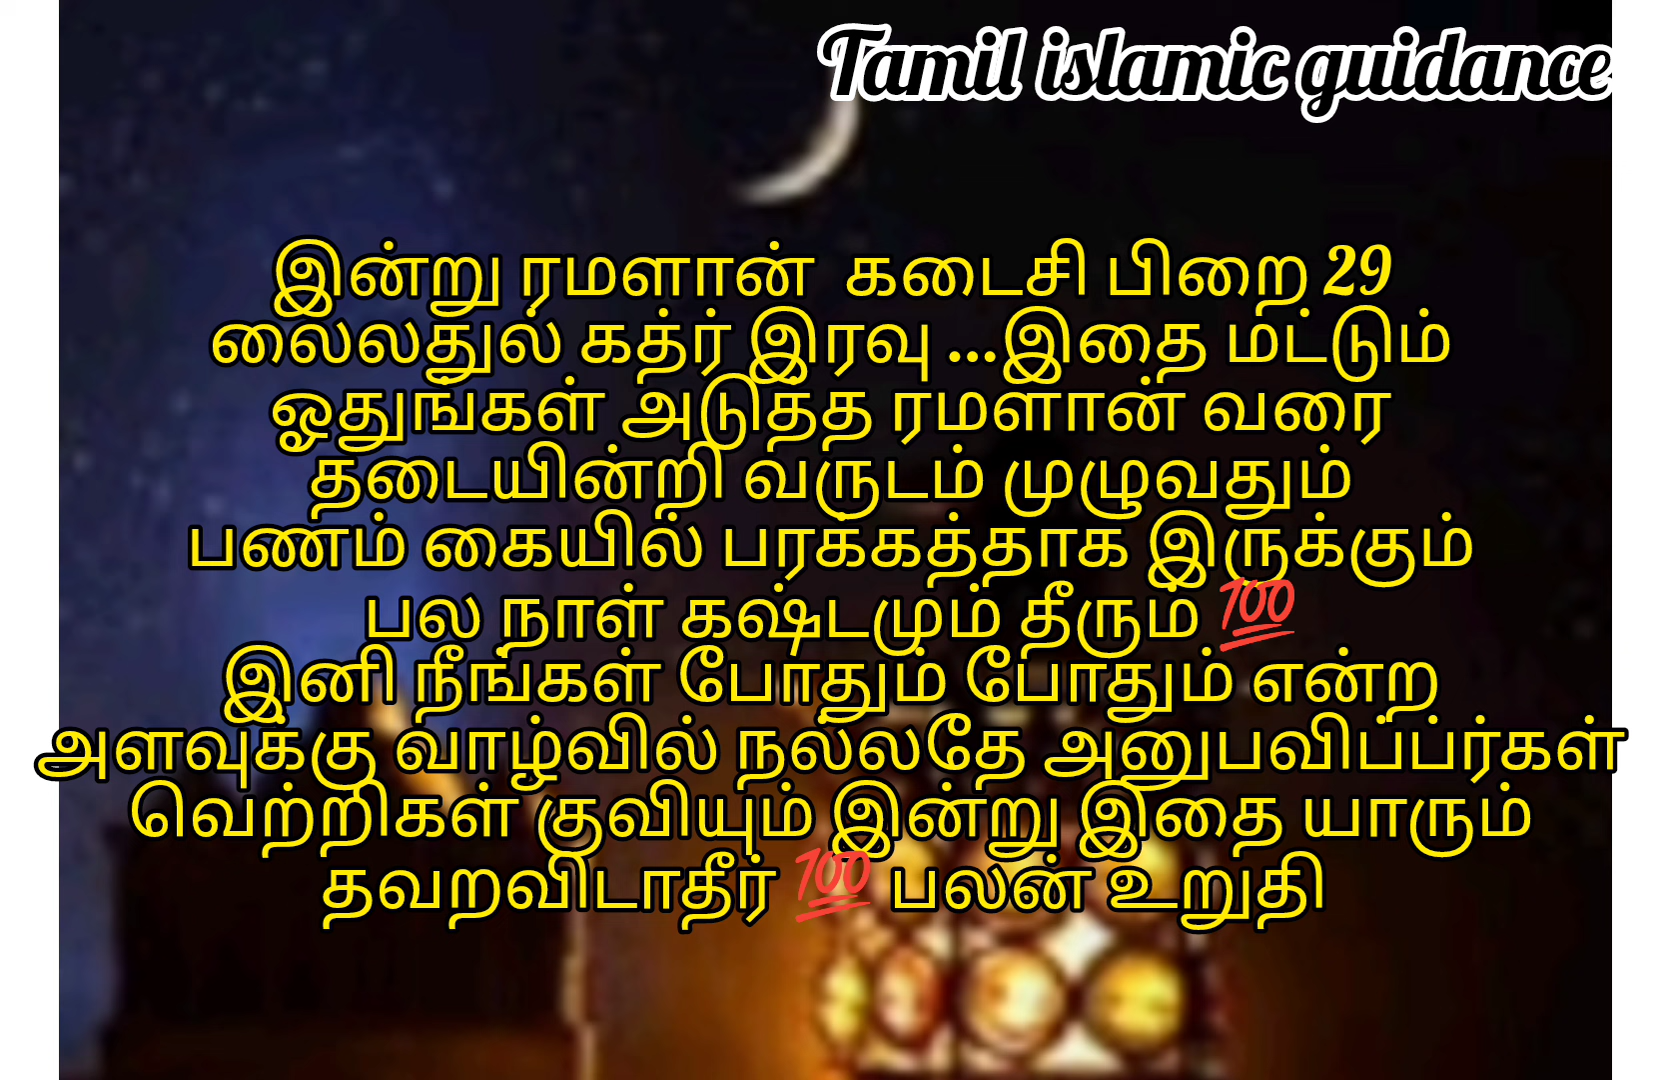 Tamil islamic guidance
இன்று ரமளான் கடைசி பிறை 29
லைலதுல் கத்ர் இரவு ...இதை மட்டும்
ஓதுங்கள் அடுத்த ரமளான் வரை
தடையின்றி வருடம் முழுவதும்
பணம் கையில் பரக்கத்தாக இருக்கும்
பல நாள் கஷ்டமும் தீரும் 💯
இனி நீங்கள் போதும் போதும் என்ற
அளவுக்கு வாழ்வில் நல்லதே அனுபவிப்ப்ர்கள்
வெற்றிகள் குவியும் இன்று இதை யாரும்
தவறவிடாதீர் 💯 பலன் உறுதி